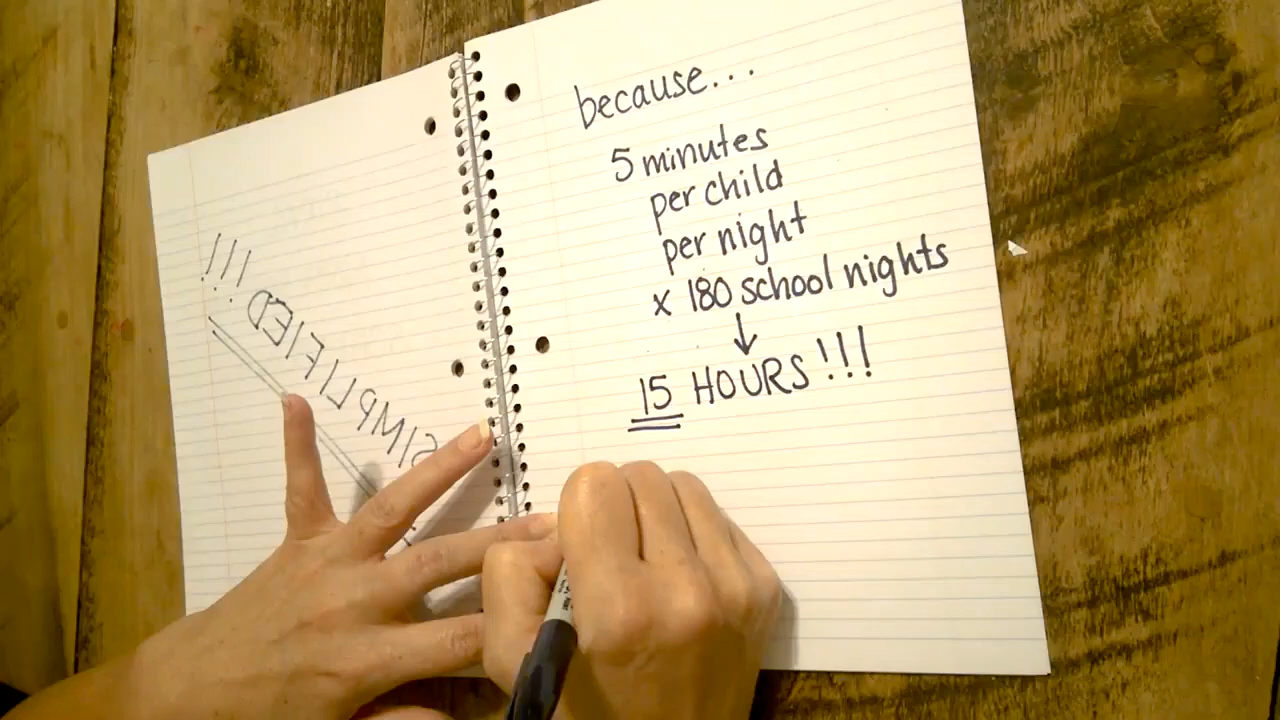 SIMPLIFIED!!!
because...
5 minutes
per child
per night
x 180 school nights
15 HOURS!!!